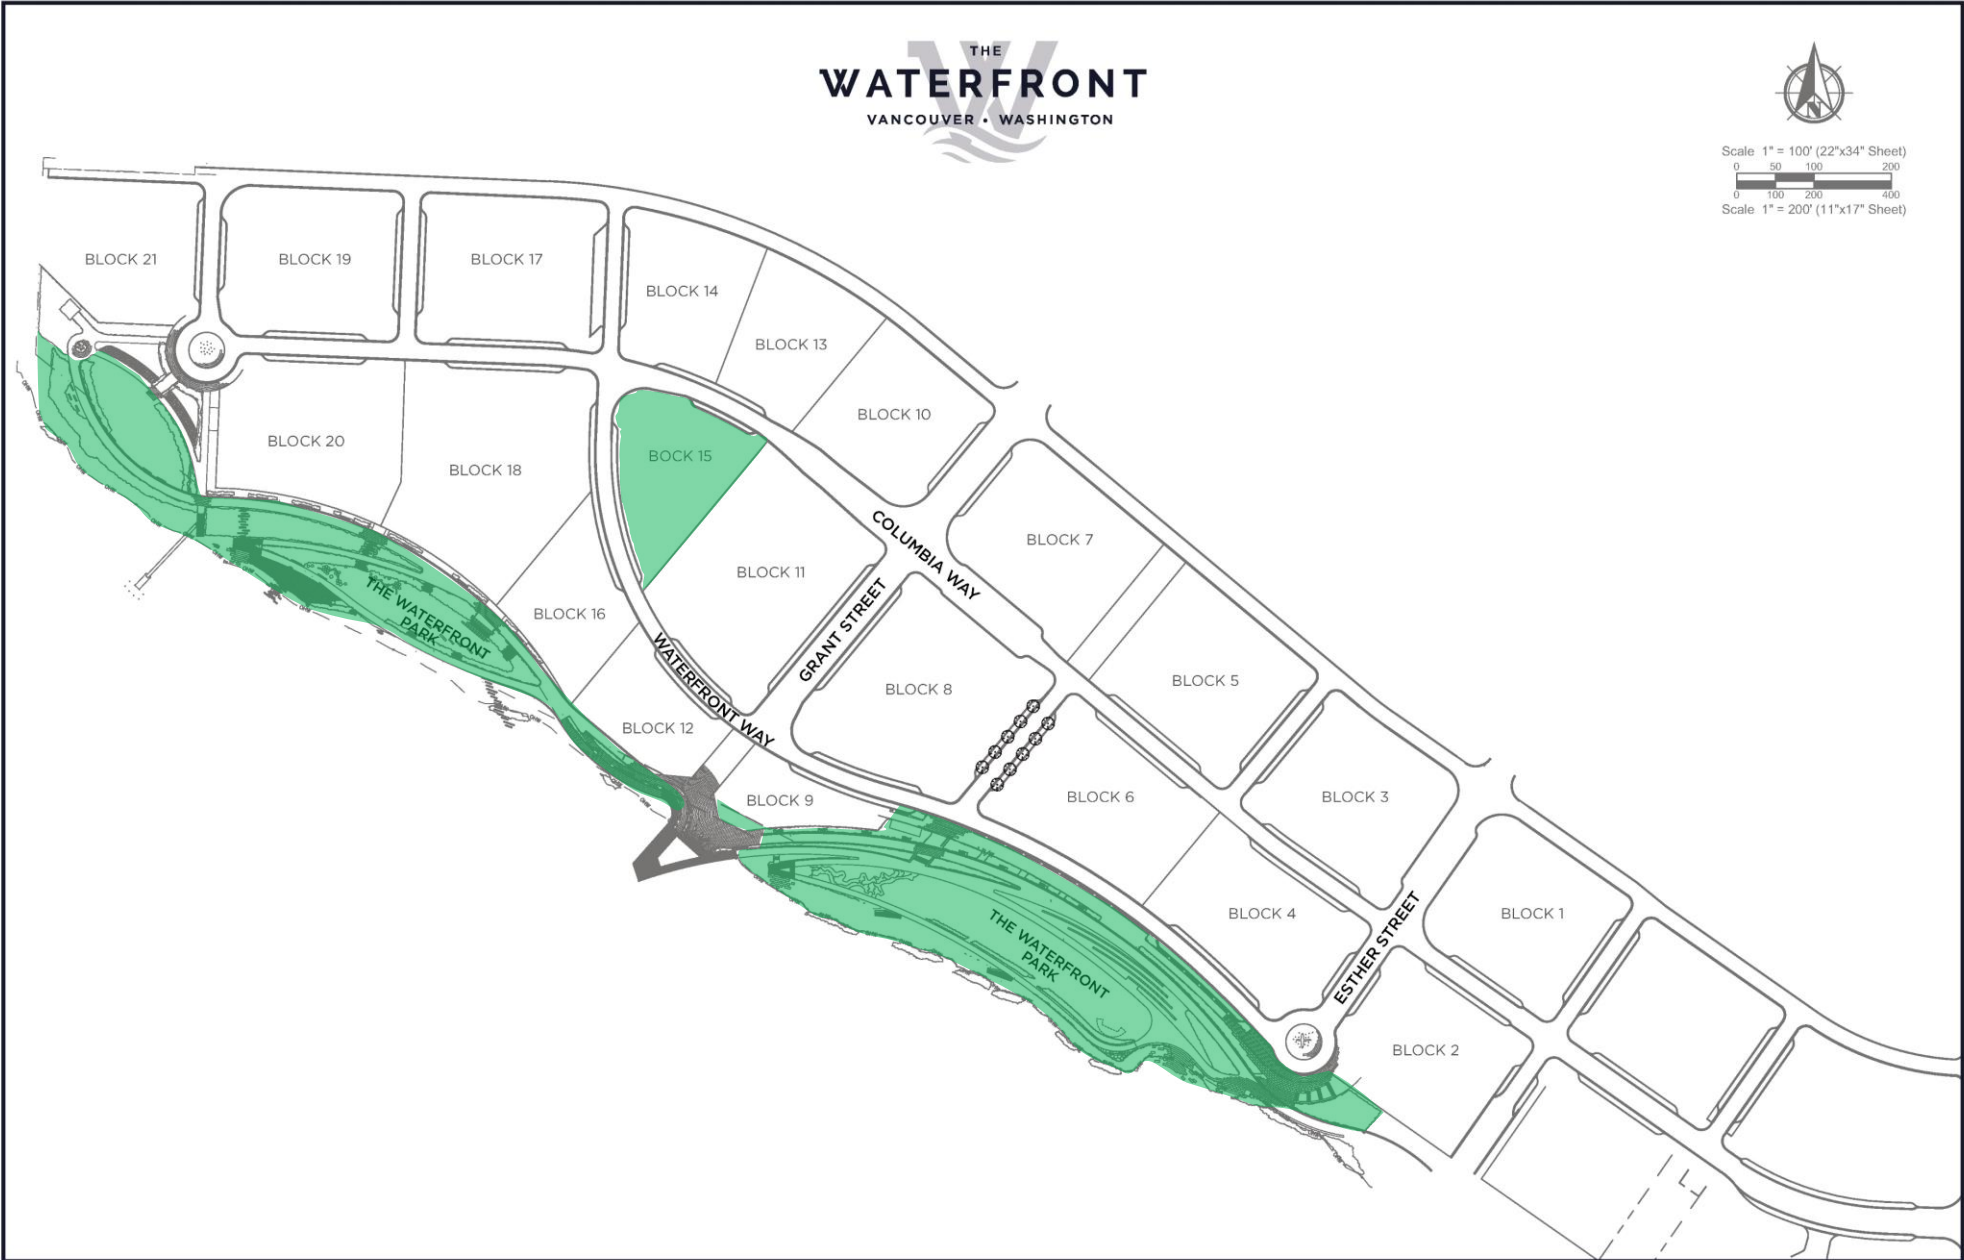 THE
WATERFRONT
VANCOUVER • WASHINGTON
N
Scale 1" = 100' (22"x34" Sheet)
0 50 100 200
0 100 200 400
Scale 1" = 200' (11"x17" Sheet)
BLOCK 21
BLOCK 19
BLOCK 17
BLOCK 14
BLOCK 13
BLOCK 10
BLOCK 20
BLOCK 18
BOCK 15
BLOCK 11
BLOCK 7
COLUMBIA WAY
GRANT STREET
BLOCK 16
THE WATERFRONT
PARK
WATERFRONT WAY
BLOCK 12
BLOCK 8
BLOCK 5
BLOCK 9
BLOCK 6
BLOCK 3
THE WATERFRONT
PARK
BLOCK 4
BLOCK 1
ESTHER STREET
BLOCK 2